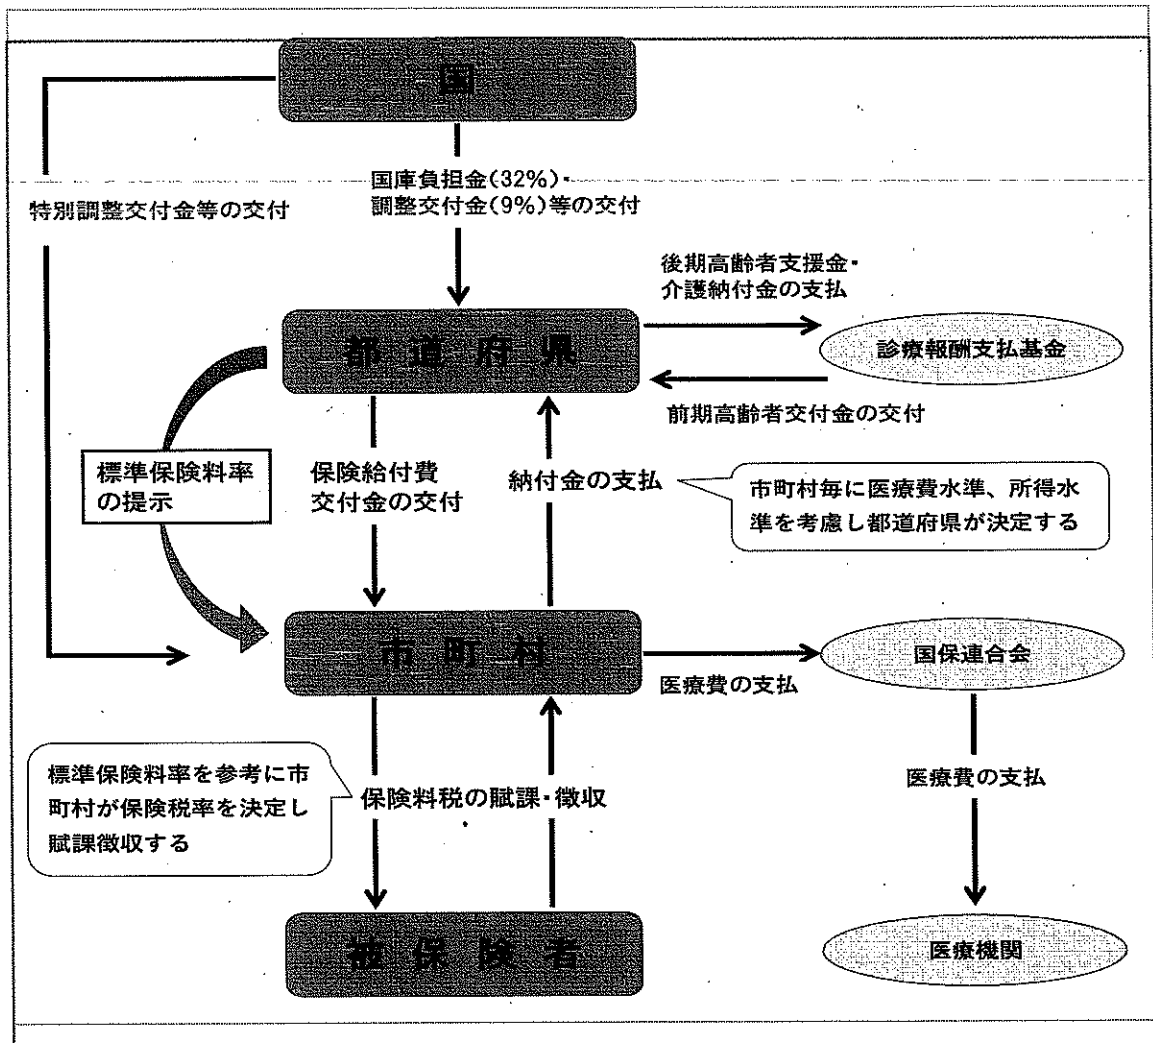 国
国庫負担金(32%)・
調整交付金(9%)等の交付
特別調整交付金等の交付
後期高齢者支援金・
介護納付金の支払
都道府県
診療報酬支払基金
前期高齢者交付金の交付
標準保険料率
の提示
保険給付費
交付金の交付
納付金の支払
市町村毎に医療費水準、所得水
準を考慮し都道府県が決定する
市町村
国保連合会
医療費の支払
標準保険料率を参考に市
町村が保険税率を決定し
賦課徴収する
保険料税の賦課・徴収
医療費の支払
被保険者
医療機関